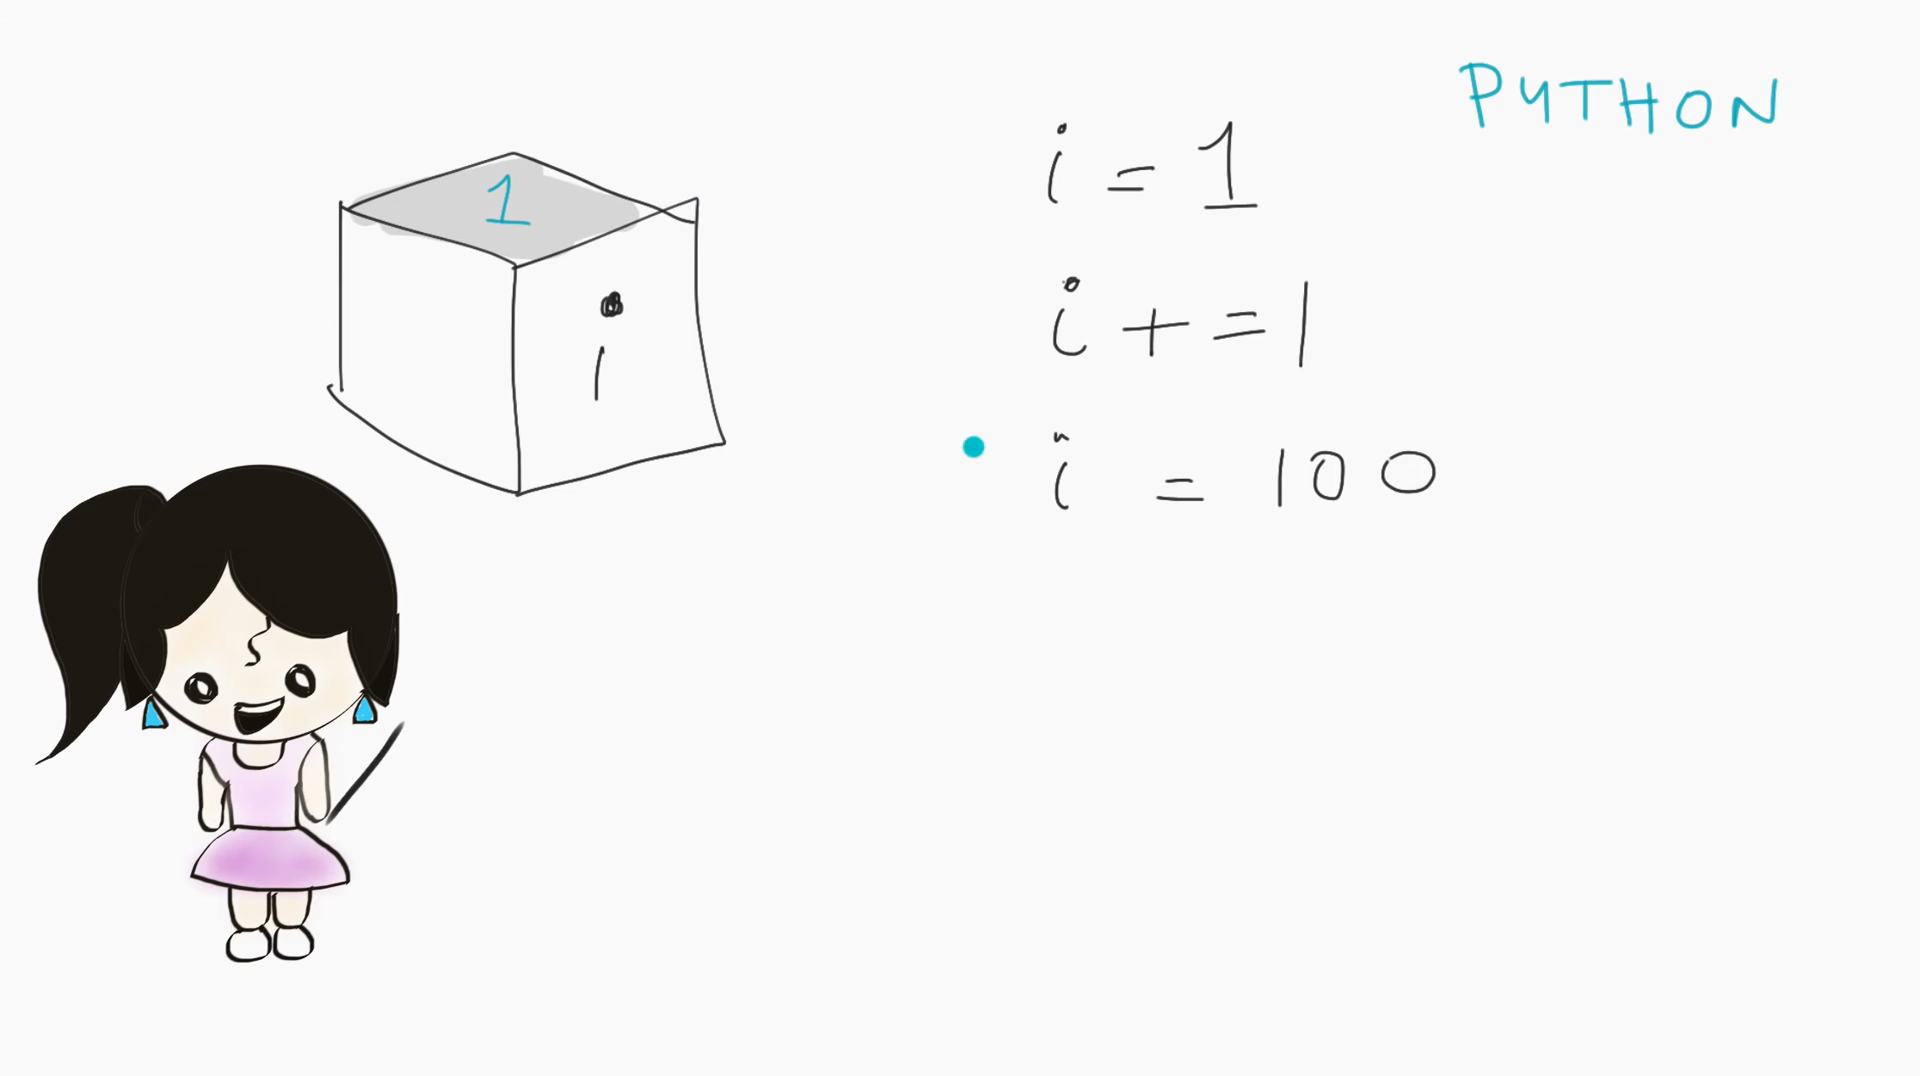 PYTHON
1
i
i = 1
i += 1
i = 100